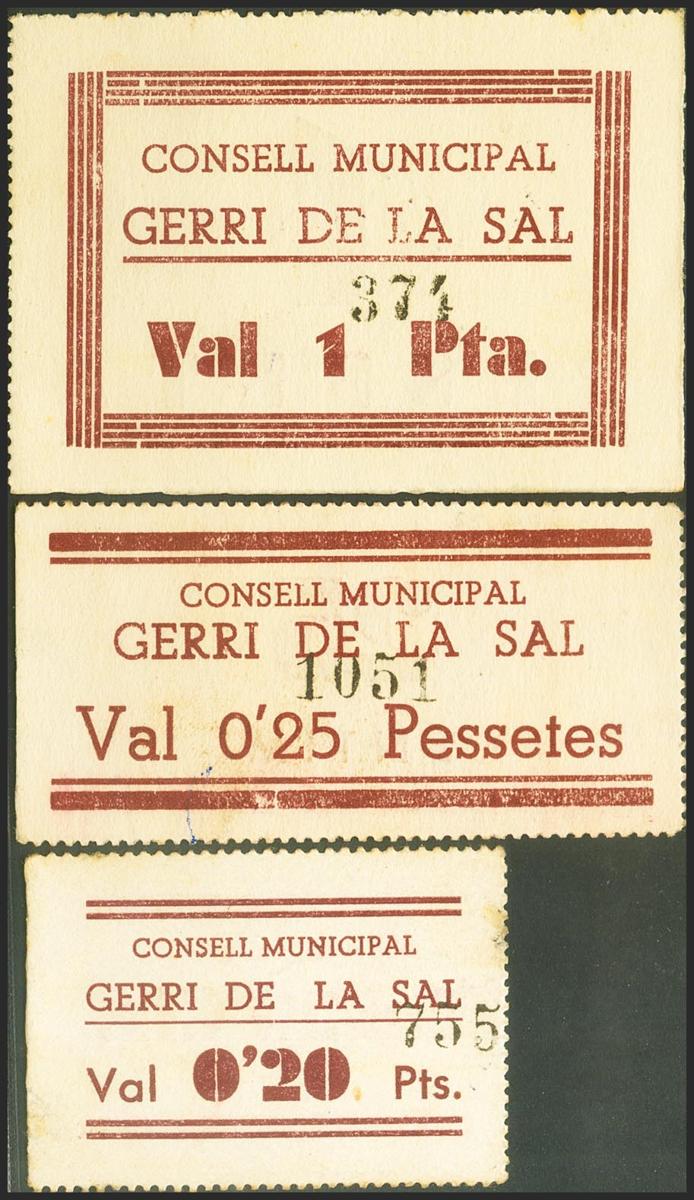 CONSELL MUNICIPAL
GERRI DE LA SAL
374
Val 1 Pta.
CONSELL MUNICIPAL
GERRI DE LA SAL
1051
Val 0'25 Pessetes
CONSELL MUNICIPAL
GERRI DE LA SAL
755
Val 0'20 Pts.